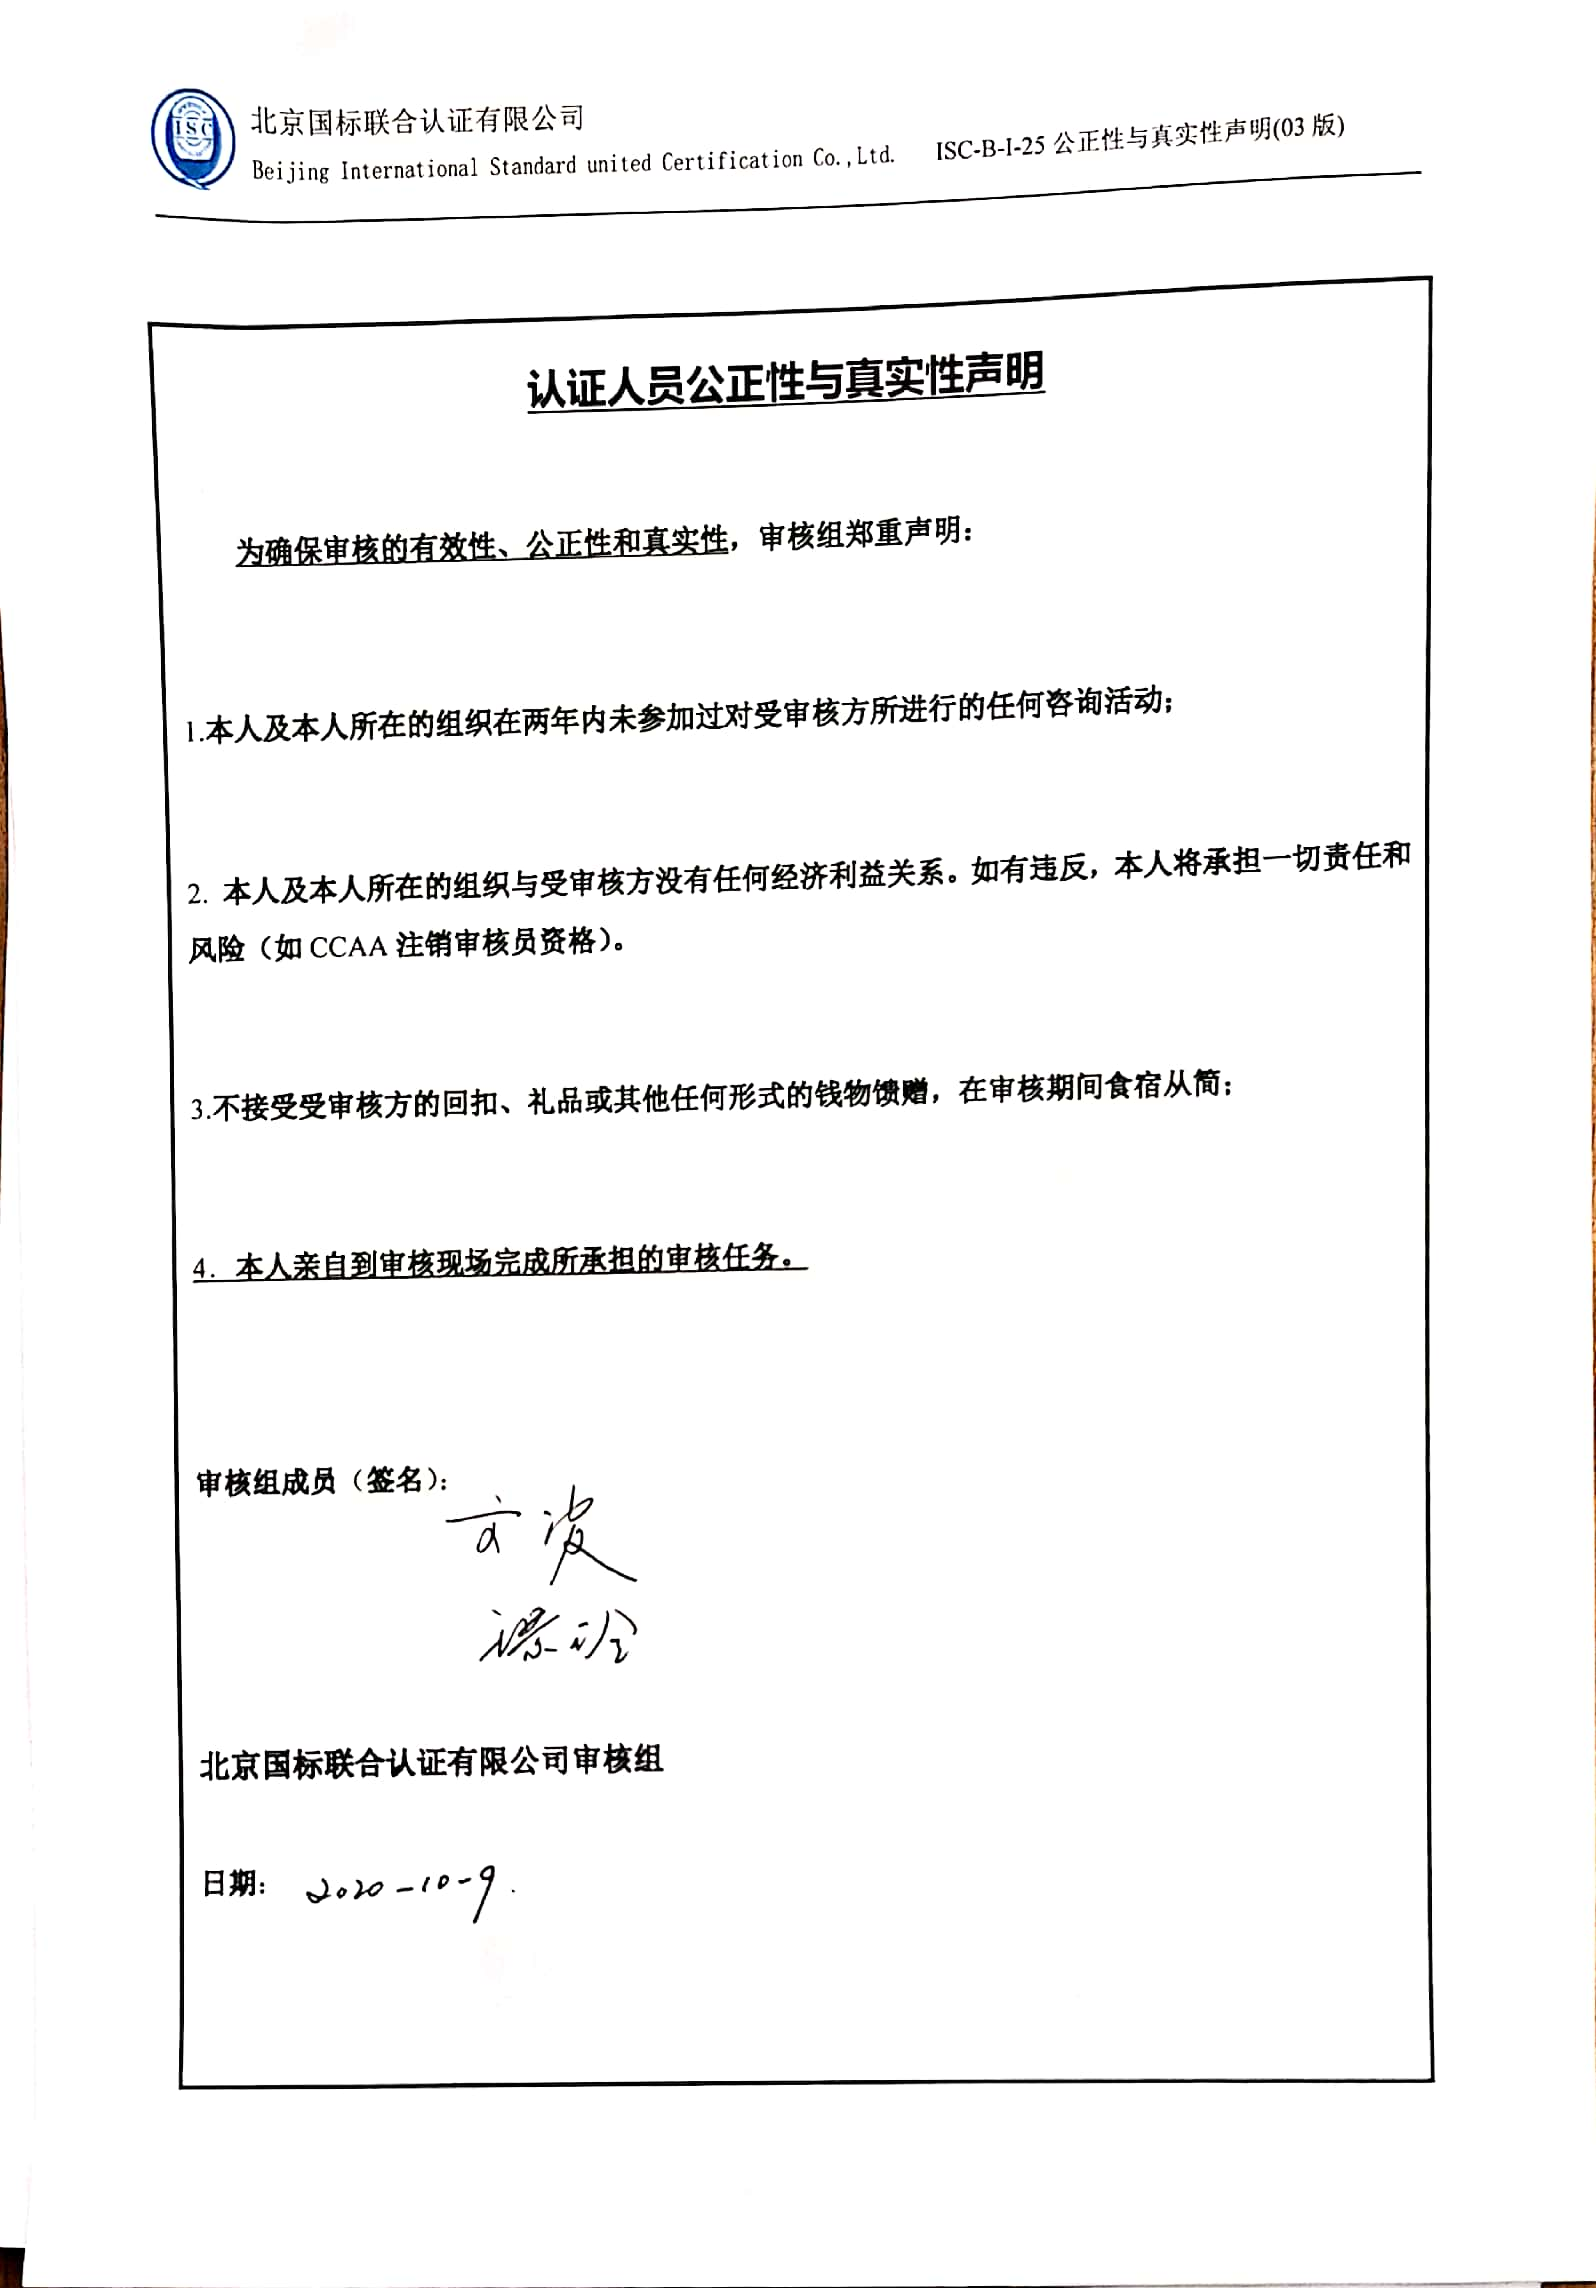 ISC
北京国标联合认证有限公司
Beijing International Standard united Certification Co.,Ltd.
ISC-B-I-25 公正性与真实性声明(03 版)
认证人员公正性与真实性声明
为确保审核的有效性、公正性和真实性，审核组郑重声明：
1.本人及本人所在的组织在两年内未参加过对受审核方所进行的任何咨询活动；
2. 本人及本人所在的组织与受审核方没有任何经济利益关系。如有违反，本人将承担一切责任和
风险（如 CCAA 注销审核员资格）。
3.不接受受审核方的回扣、礼品或其他任何形式的钱物馈赠，在审核期间食宿从简；
4. 本人亲自到审核现场完成所承担的审核任务。
审核组成员（签名）：
波
北京国标联合认证有限公司审核组
日期： 2020-10-9.